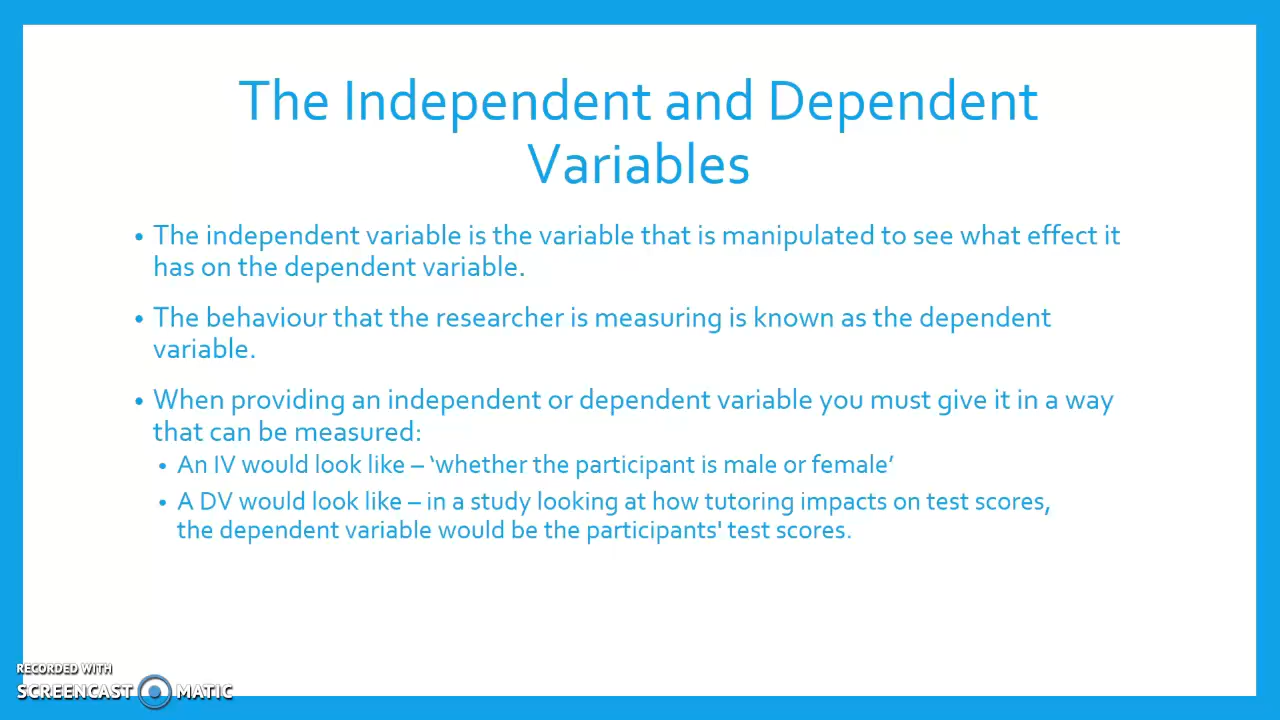 The Independent and Dependent
Variables
• The independent variable is the variable that is manipulated to see what effect it
has on the dependent variable.
• The behaviour that the researcher is measuring is known as the dependent
variable.
• When providing an independent or dependent variable you must give it in a way
that can be measured:
• An IV would look like – ‘whether the participant is male or female’
• A DV would look like – in a study looking at how tutoring impacts on test scores,
the dependent variable would be the participants' test scores.
RECORDED WITH
SCREENCAST MATIC